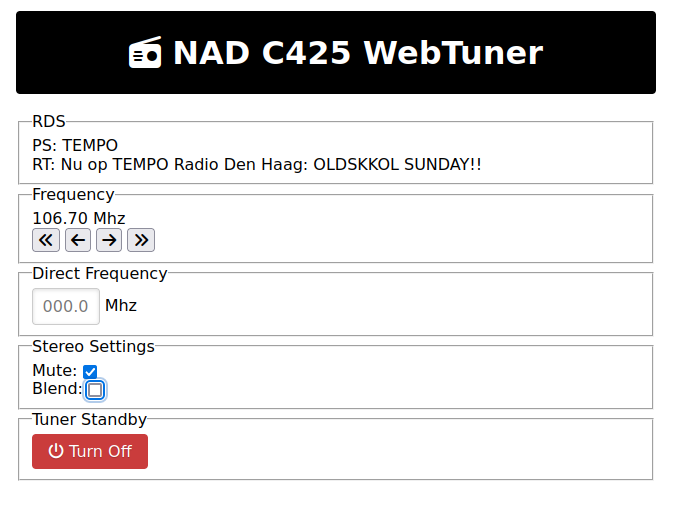 NAD C425 WebTuner
RDS
PS: TEMPO
RT: Nu op TEMPO Radio Den Haag: OLDSKKOL SUNDAY!!
Frequency
106.70 Mhz
Direct Frequency
000.0 Mhz
Stereo Settings
Mute:
Blend:
Tuner Standby
Turn Off